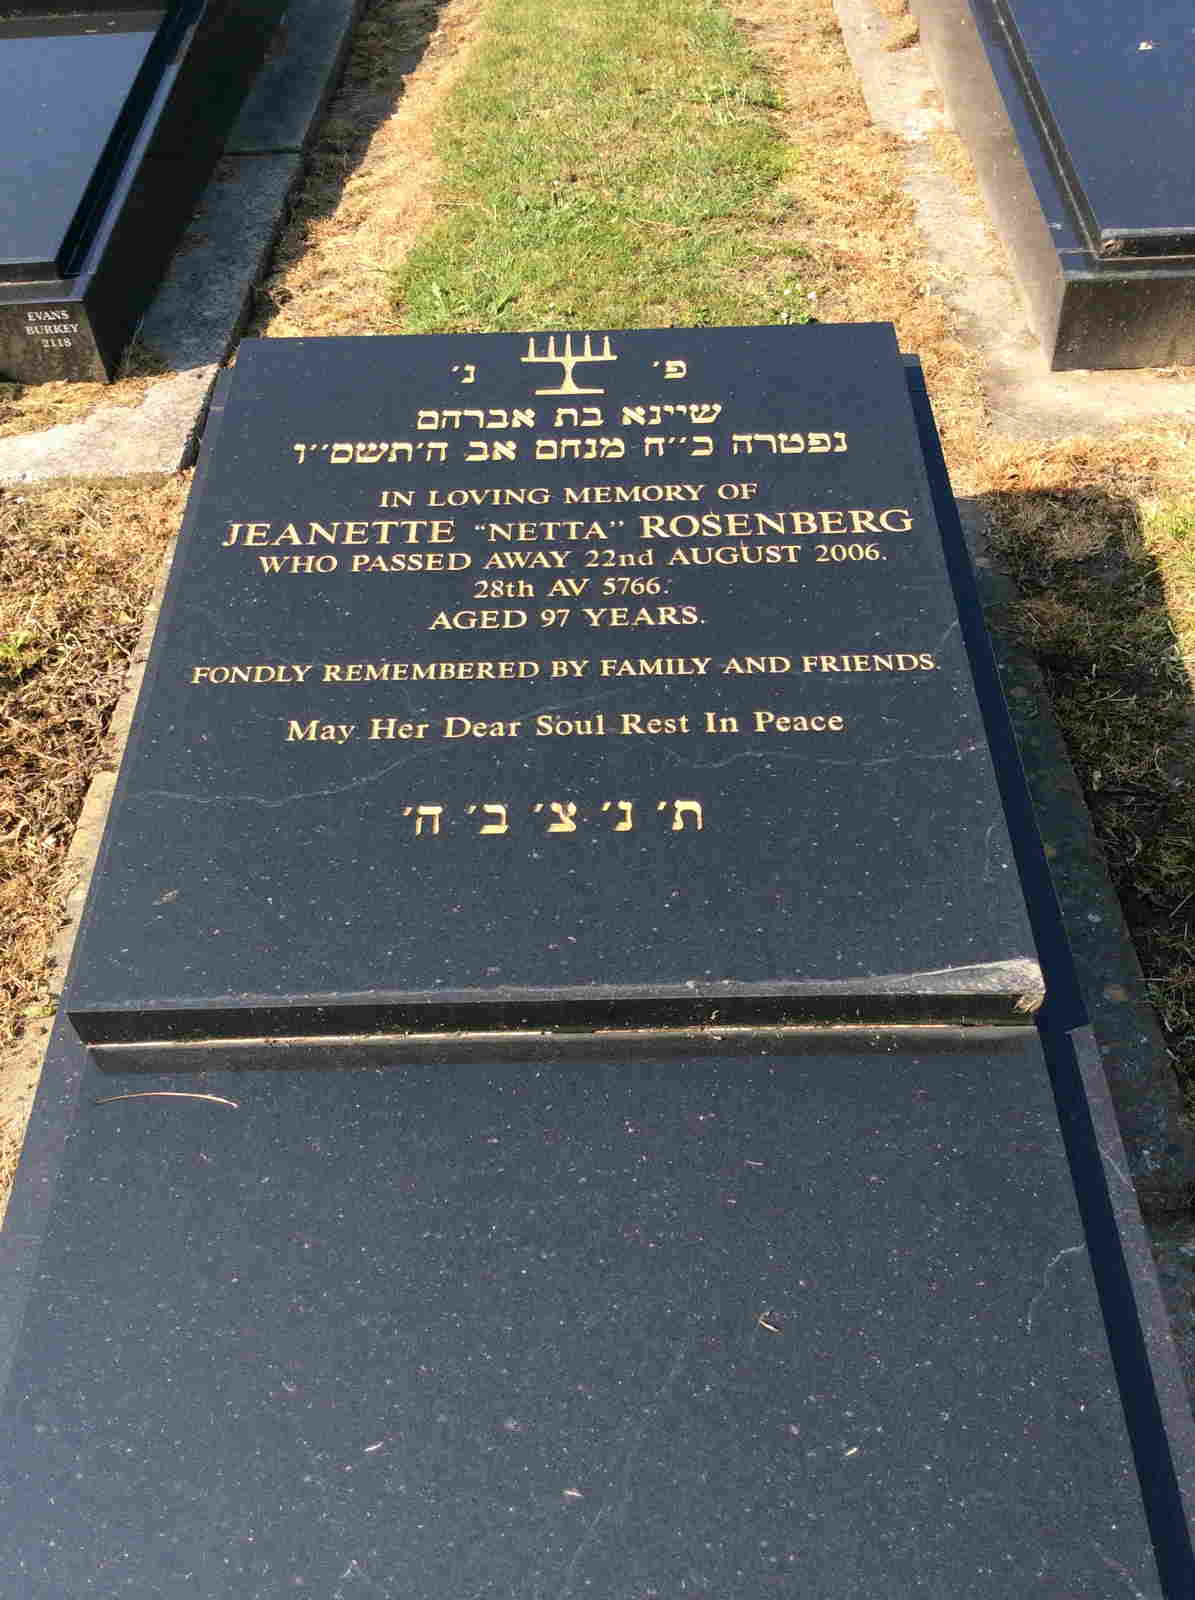 EVANS
BURKEY
2118
פ׳ נ׳
שיינא בת אברהם
נפטרה כ׳׳ח מנחם אב ה׳תשס׳׳ו
IN LOVING MEMORY OF
JEANETTE "NETTA" ROSENBERG
WHO PASSED AWAY 22nd AUGUST 2006.
28th AV 5766.
AGED 97 YEARS.
FONDLY REMEMBERED BY FAMILY AND FRIENDS.
May Her Dear Soul Rest In Peace
ת׳ נ׳ צ׳ ב׳ ה׳